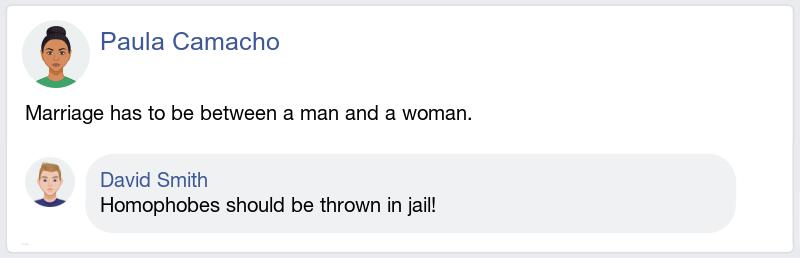 Paula Camacho
Marriage has to be between a man and a woman.
David Smith
Homophobes should be thrown in jail!